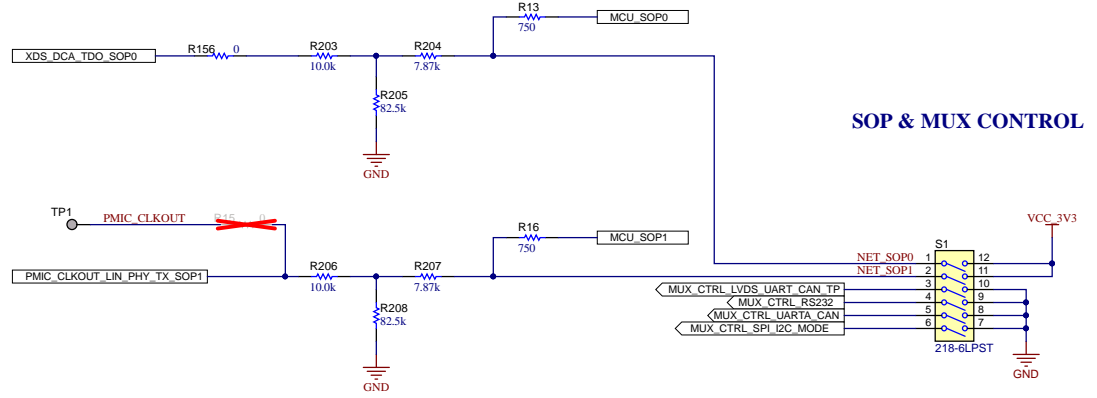 R13
750
MCU_SOP0
XDS_DCA_TDO_SOP0
R156
0
R203
10.0k
R204
7.87k
R205
82.5k
GND
SOP & MUX CONTROL
TP1
PMIC_CLKOUT
R15
0
R16
750
MCU_SOP1
PMIC_CLKOUT_LIN_PHY_TX_SOP1
R206
10.0k
R207
7.87k
R208
82.5k
GND
VCC_3V3
S1
NET_SOP0
1
12
NET_SOP1
2
11
MUX_CTRL_LVDS_UART_CAN_TP
3
10
MUX_CTRL_RS232
4
9
MUX_CTRL_UARTA_CAN
5
8
MUX_CTRL_SPI_I2C_MODE
6
7
218-6LPST
GND